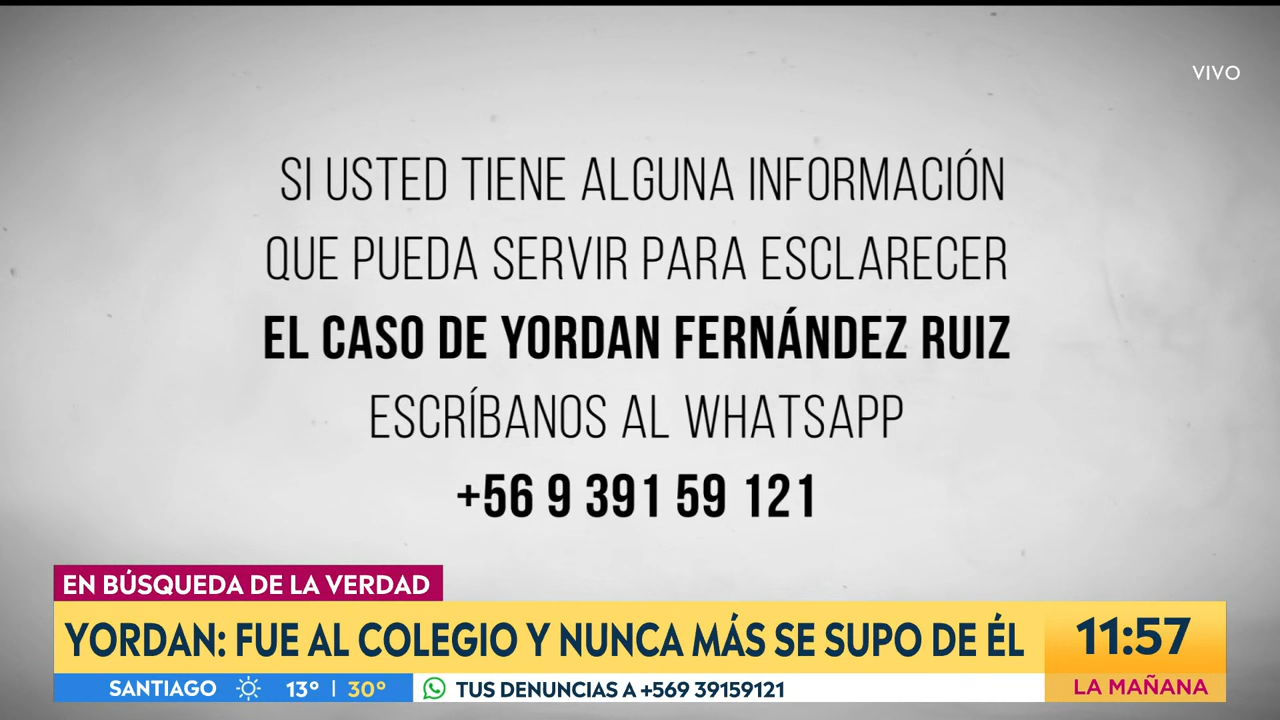 VIVO
SI USTED TIENE ALGUNA INFORMACIÓN
QUE PUEDA SERVIR PARA ESCLARECER
EL CASO DE YORDAN FERNÁNDEZ RUIZ
ESCRÍBANOS AL WHATSAPP
+56 9 391 59 121
EN BÚSQUEDA DE LA VERDAD
YORDAN: FUE AL COLEGIO Y NUNCA MÁS SE SUPO DE ÉL
11:57
SANTIAGO 13° | 30° TUS DENUNCIAS A +569 39159121
LA MAÑANA